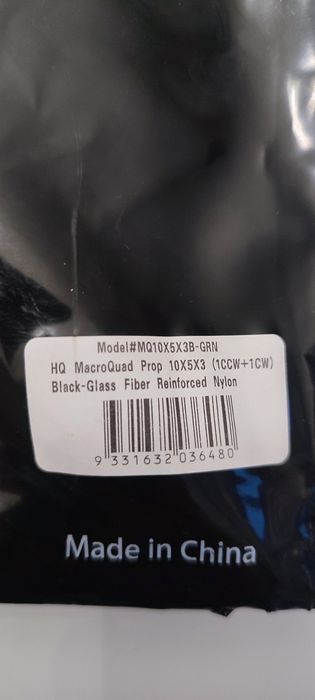 Model#MQ10X5X3B-GRN
HQ MacroQuad Prop 10X5X3 (1CCW+1CW)
Black-Glass Fiber Reinforced Nylon
9 331632 036480
Made in China